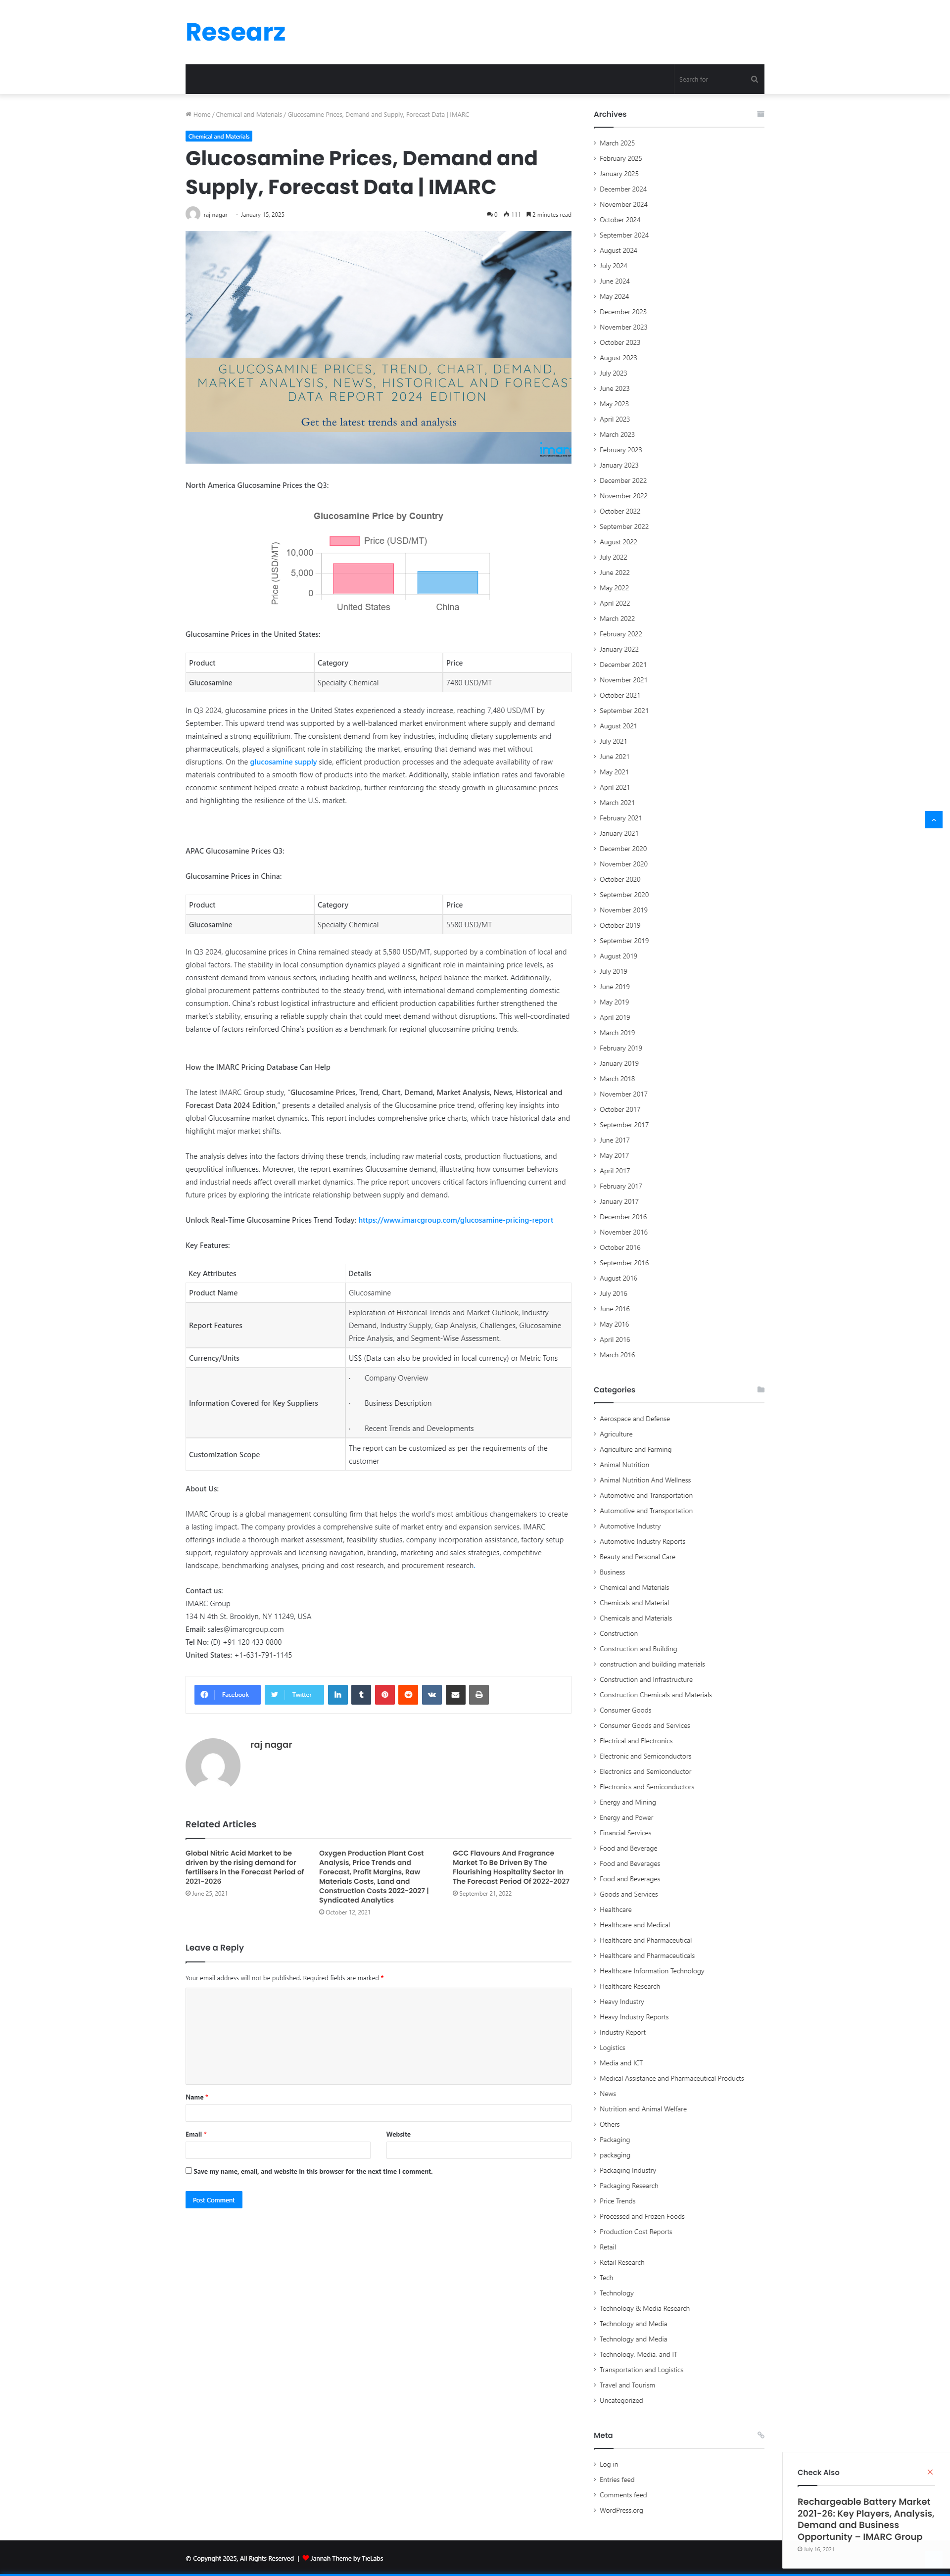 Researz
Search for
Home / Chemical and Materials / Glucosamine Prices, Demand and Supply, Forecast Data | IMARC
Chemical and Materials
Glucosamine Prices, Demand and
Supply, Forecast Data | IMARC
raj nagar
January 15, 2025
0
111
2 minutes read
GLUCOSAMINE PRICES, TREND, CHART, DEMAND,
MARKET ANALYSIS, NEWS, HISTORICAL AND FORECAST
DATA REPORT 2024 EDITION
Get the latest trends and analysis
North America Glucosamine Prices the Q3:
Glucosamine Price by Country
Price (USD/MT)
Price (USD/MT)
10,000
5,000
0
United States
China
Glucosamine Prices in the United States:
Product Category Price
Glucosamine Specialty Chemical 7480 USD/MT
In Q3 2024, glucosamine prices in the United States experienced a steady increase, reaching 7,480 USD/MT by
September. This upward trend was supported by a well-balanced market environment where supply and demand
maintained a strong equilibrium. The consistent demand from key industries, including dietary supplements and
pharmaceuticals, played a significant role in stabilizing the market, ensuring that demand was met without
disruptions. On the glucosamine supply side, efficient production processes and the adequate availability of raw
materials contributed to a smooth flow of products into the market. Additionally, stable inflation rates and favorable
economic sentiment helped create a robust backdrop, further reinforcing the steady growth in glucosamine prices
and highlighting the resilience of the U.S. market.
APAC Glucosamine Prices Q3:
Glucosamine Prices in China:
Product Category Price
Glucosamine Specialty Chemical 5580 USD/MT
In Q3 2024, glucosamine prices in China remained steady at 5,580 USD/MT, supported by a combination of local and
global factors. The stability in local consumption dynamics played a significant role in maintaining price levels, as
consistent demand from various sectors, including health and wellness, helped balance the market. Additionally,
global procurement patterns contributed to the steady trend, with international demand complementing domestic
consumption. China's robust logistical infrastructure and efficient production capabilities further strengthened the
market's stability, ensuring a reliable supply chain that could meet demand without disruptions. This well-coordinated
balance of factors reinforced China's position as a benchmark for regional glucosamine pricing trends.
How the IMARC Pricing Database Can Help
The latest IMARC Group study, "Glucosamine Prices, Trend, Chart, Demand, Market Analysis, News, Historical and
Forecast Data 2024 Edition," presents a detailed analysis of the Glucosamine price trend, offering key insights into
global Glucosamine market dynamics. This report includes comprehensive price charts, which trace historical data and
highlight major market shifts.
The analysis delves into the factors driving these trends, including raw material costs, production fluctuations, and
geopolitical influences. Moreover, the report examines Glucosamine demand, illustrating how consumer behaviors
and industrial needs affect overall market dynamics. The price report uncovers critical factors influencing current and
future prices by exploring the intricate relationship between supply and demand.
Unlock Real-Time Glucosamine Prices Trend Today: https://www.imarcgroup.com/glucosamine-pricing-report
Key Features:
Key Attributes Details
Product Name Glucosamine
Report Features
Exploration of Historical Trends and Market Outlook, Industry
Demand, Industry Supply, Gap Analysis, Challenges, Glucosamine
Price Analysis, and Segment-Wise Assessment.
Currency/Units US$ (Data can also be provided in local currency) or Metric Tons
Information Covered for Key Suppliers
· Company Overview
· Business Description
· Recent Trends and Developments
Customization Scope
The report can be customized as per the requirements of the
customer
About Us:
IMARC Group is a global management consulting firm that helps the world's most ambitious changemakers to create
a lasting impact. The company provides a comprehensive suite of market entry and expansion services. IMARC
offerings include a thorough market assessment, feasibility studies, company incorporation assistance, factory setup
support, regulatory approvals and licensing navigation, branding, marketing and sales strategies, competitive
landscape, benchmarking analyses, pricing and cost research, and procurement research.
Contact us:
IMARC Group
134 N 4th St. Brooklyn, NY 11249, USA
Email: sales@imarcgroup.com
Tel No: (D) +91 120 433 0800
United States: +1-631-791-1145
Facebook
Twitter
raj nagar
Related Articles
Global Nitric Acid Market to be
driven by the rising demand for
fertilisers in the Forecast Period of
2021-2026
June 23, 2021
Oxygen Production Plant Cost
Analysis, Price Trends and
Forecast, Profit Margins, Raw
Materials Costs, Land and
Construction Costs 2022-2027 |
Syndicated Analytics
October 12, 2021
GCC Flavours And Fragrance
Market To Be Driven By The
Flourishing Hospitality Sector In
The Forecast Period Of 2022-2027
September 21, 2022
Leave a Reply
Your email address will not be published. Required fields are marked *
Name *
Email *
Website
Save my name, email, and website in this browser for the next time I comment.
Post Comment
Archives
March 2025
February 2025
January 2025
December 2024
November 2024
October 2024
September 2024
August 2024
July 2024
June 2024
May 2024
December 2023
November 2023
October 2023
August 2023
July 2023
June 2023
May 2023
April 2023
March 2023
February 2023
January 2023
December 2022
November 2022
October 2022
September 2022
August 2022
July 2022
June 2022
May 2022
April 2022
March 2022
February 2022
January 2022
December 2021
November 2021
October 2021
September 2021
August 2021
July 2021
June 2021
May 2021
April 2021
March 2021
February 2021
January 2021
December 2020
November 2020
October 2020
September 2020
November 2019
October 2019
September 2019
August 2019
July 2019
June 2019
May 2019
April 2019
March 2019
February 2019
January 2019
March 2018
November 2017
October 2017
September 2017
June 2017
May 2017
April 2017
February 2017
January 2017
December 2016
November 2016
October 2016
September 2016
August 2016
July 2016
June 2016
May 2016
April 2016
March 2016
Categories
Aerospace and Defense
Agriculture
Agriculture and Farming
Animal Nutrition
Animal Nutrition And Wellness
Automotive and Transportation
Automotive and Transportation
Automotive Industry
Automotive Industry Reports
Beauty and Personal Care
Business
Chemical and Materials
Chemicals and Material
Chemicals and Materials
Construction
Construction and Building
construction and building materials
Construction and Infrastructure
Construction Chemicals and Materials
Consumer Goods
Consumer Goods and Services
Electrical and Electronics
Electronic and Semiconductors
Electronics and Semiconductor
Electronics and Semiconductors
Energy and Mining
Energy and Power
Financial Services
Food and Beverage
Food and Beverages
Food and Beverages
Goods and Services
Healthcare
Healthcare and Medical
Healthcare and Pharmaceutical
Healthcare and Pharmaceuticals
Healthcare Information Technology
Healthcare Research
Heavy Industry
Heavy Industry Reports
Industry Report
Logistics
Media and ICT
Medical Assistance and Pharmaceutical Products
News
Nutrition and Animal Welfare
Others
Packaging
packaging
Packaging Industry
Packaging Research
Price Trends
Processed and Frozen Foods
Production Cost Reports
Retail
Retail Research
Tech
Technology
Technology & Media Research
Technology and Media
Technology and Media
Technology, Media, and IT
Transportation and Logistics
Travel and Tourism
Uncategorized
Meta
Log in
Entries feed
Comments feed
WordPress.org
Check Also
Rechargeable Battery Market
2021-26: Key Players, Analysis,
Demand and Business
Opportunity – IMARC Group
July 16, 2021
© Copyright 2025, All Rights Reserved | Jannah Theme by TieLabs